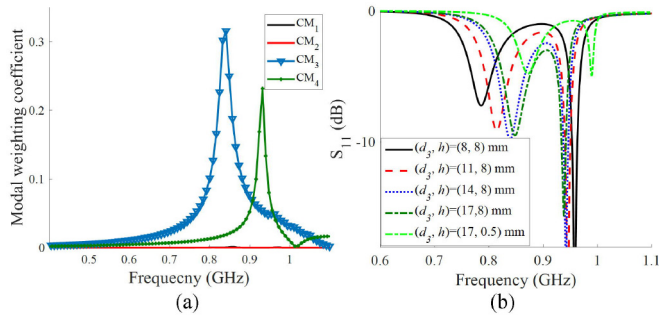 CM1
CM2
CM3
CM4
0.3
0.2
0.1
0
Modal weighting coefficient
0.5 0.6 0.7 0.8 0.9 1
Frequecny (GHz)
(a)
0
-10
S11 (dB)
(d3, h)=(8, 8) mm
(d3, h)=(11, 8) mm
(d3, h)=(14, 8) mm
(d3, h)=(17,8) mm
(d3, h)=(17, 0.5) mm
0.6 0.7 0.8 0.9 1 1.1
Frequency (GHz)
(b)